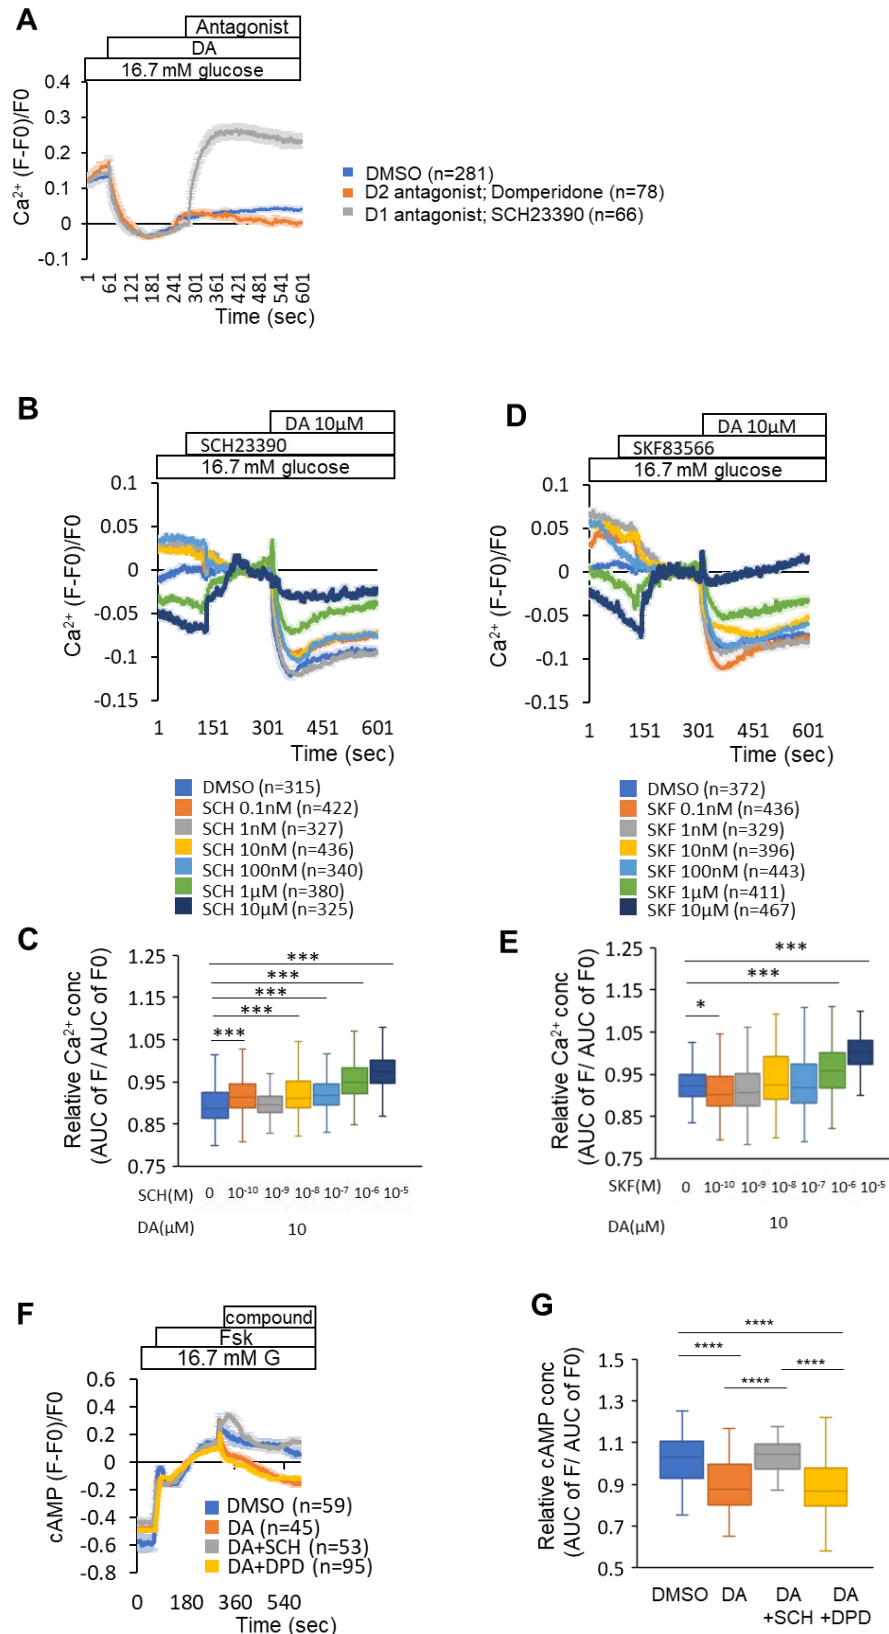 A
Antagonist
DA
16.7 mM glucose
Ca²⁺ (F-F0)/F0
0.4
0.3
0.2
0.1
0
-0.1
1 61 121 181 241 301 361 421 481 541 601
Time (sec)
DMSO (n=281)
D2 antagonist; Domperidone (n=78)
D1 antagonist; SCH23390 (n=66)
B
DA 10µM
SCH23390
16.7 mM glucose
Ca²⁺ (F-F0)/F0
0.1
0.05
0
-0.05
-0.1
-0.15
1 151 301 451 601
Time (sec)
DMSO (n=315)
SCH 0.1nM (n=422)
SCH 1nM (n=327)
SCH 10nM (n=436)
SCH 100nM (n=340)
SCH 1µM (n=380)
SCH 10µM (n=325)
D
DA 10µM
SKF83566
16.7 mM glucose
Ca²⁺ (F-F0)/F0
0.1
0.05
0
-0.05
-0.1
-0.15
1 151 301 451 601
Time (sec)
DMSO (n=372)
SKF 0.1nM (n=436)
SKF 1nM (n=329)
SKF 10nM (n=396)
SKF 100nM (n=443)
SKF 1µM (n=411)
SKF 10µM (n=467)
C
Relative Ca²⁺ conc
(AUC of F/ AUC of F0)
1.25
1.15
1.05
0.95
0.85
0.75
***
***
***
***
***
SCH(M) 0 10⁻¹⁰ 10⁻⁹ 10⁻⁸ 10⁻⁷ 10⁻⁶ 10⁻⁵
DA(µM) 10
E
Relative Ca²⁺ conc
(AUC of F/ AUC of F0)
1.25
1.15
1.05
0.95
0.85
0.75
***
***
*
SKF(M) 0 10⁻¹⁰ 10⁻⁹ 10⁻⁸ 10⁻⁷ 10⁻⁶ 10⁻⁵
DA(µM) 10
F
compound
Fsk
16.7 mM G
cAMP (F-F0)/F0
0.6
0.4
0.2
0
-0.2
-0.4
-0.6
-0.8
0 180 360 540
Time (sec)
DMSO (n=59)
DA (n=45)
DA+SCH (n=53)
DA+DPD (n=95)
G
Relative cAMP conc
(AUC of F/ AUC of F0)
1.5
1.3
1.1
0.9
0.7
0.5
****
****
****
****
DMSO DA DA DA
+SCH +DPD